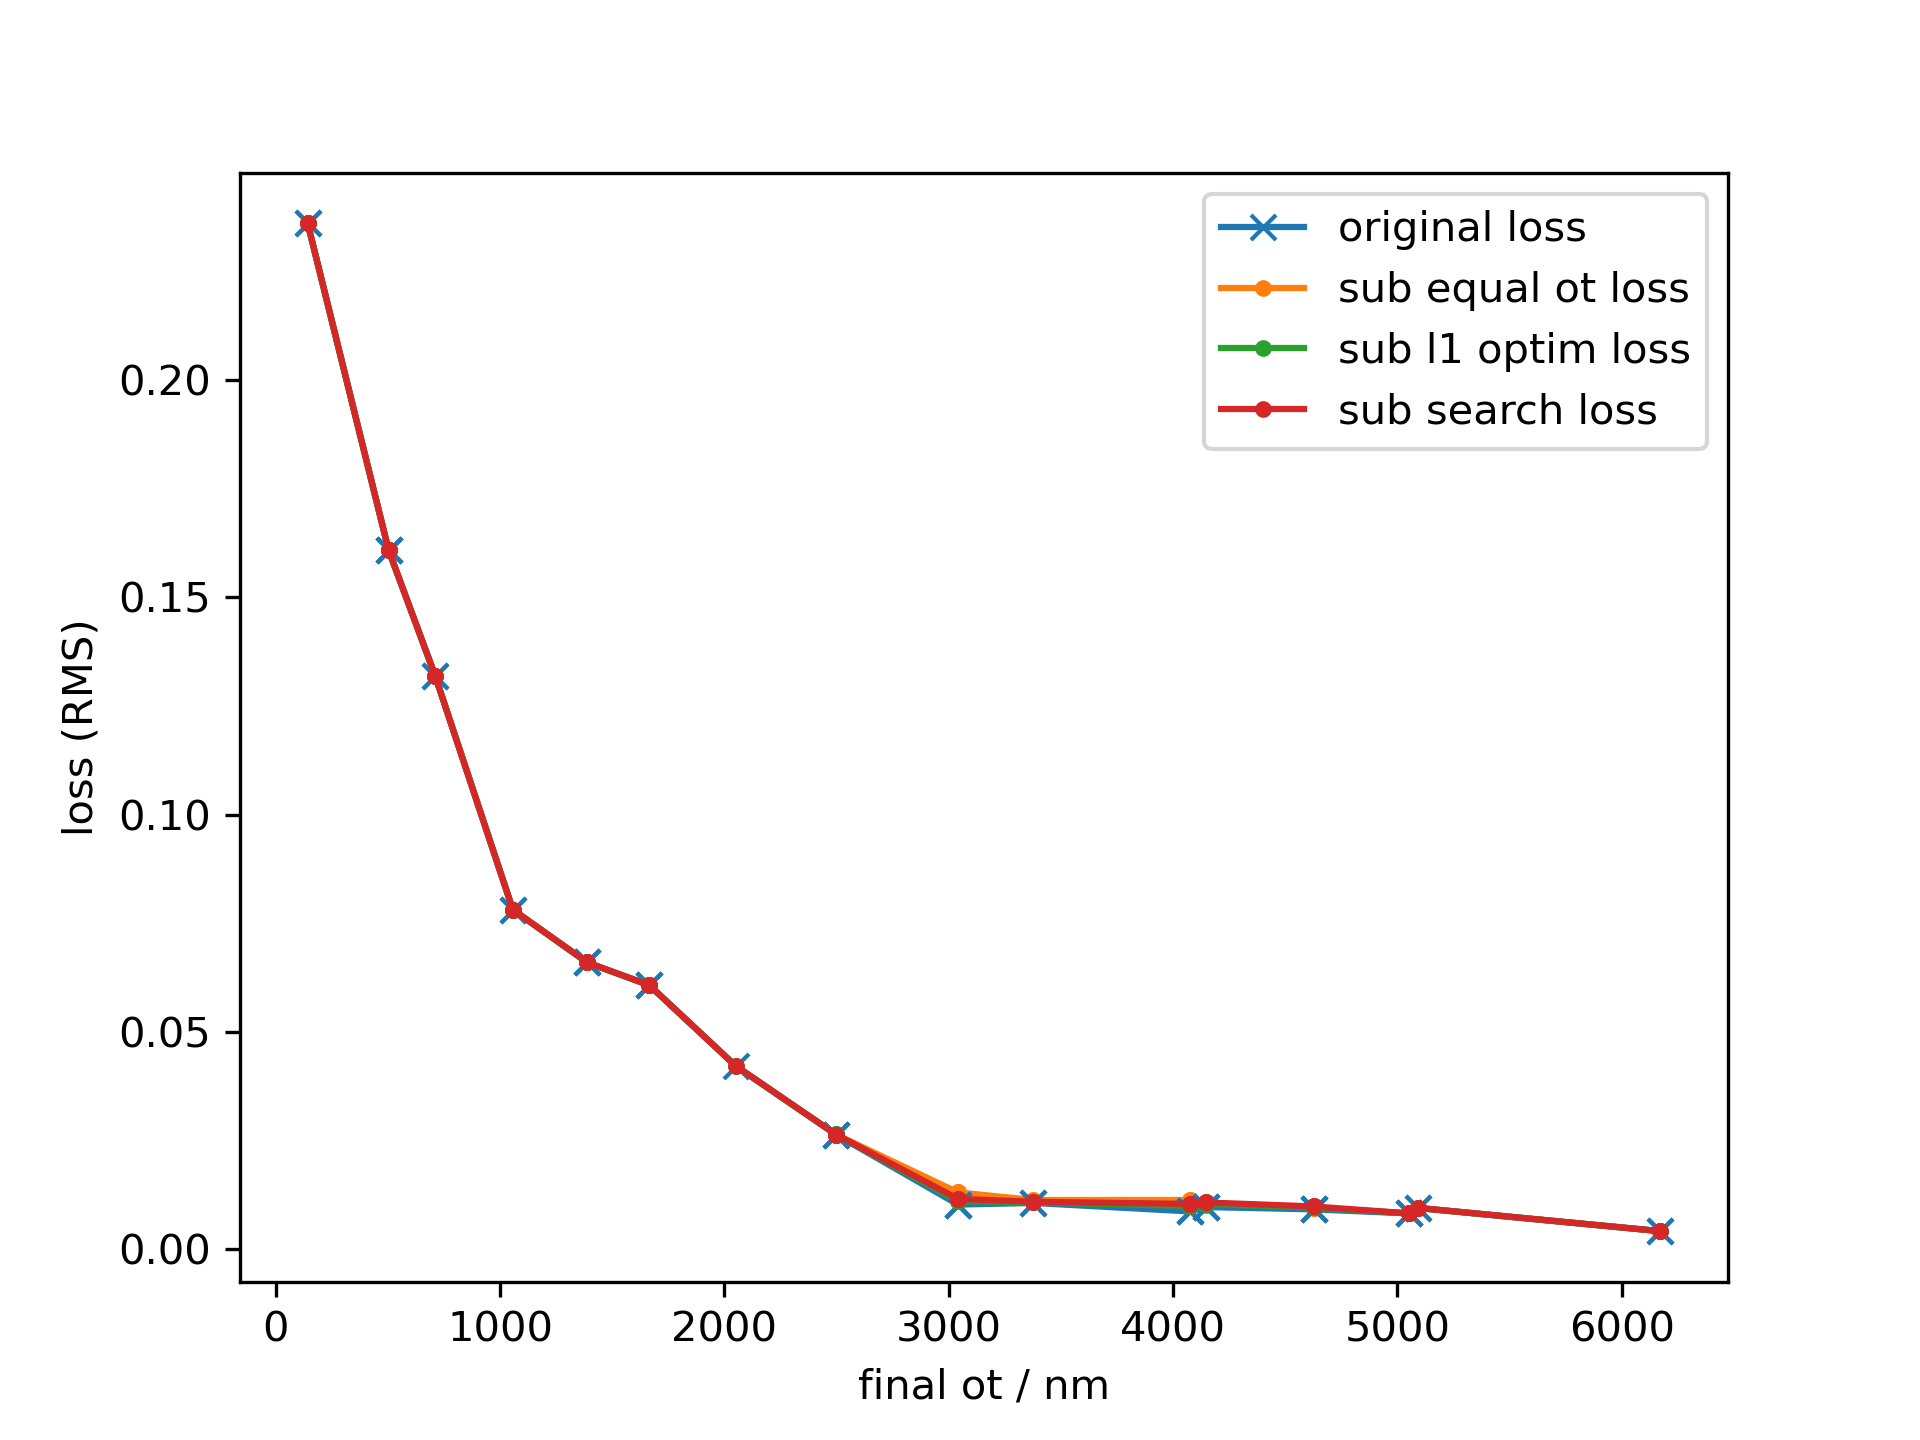 original loss
sub equal ot loss
sub l1 optim loss
sub search loss
0.20
0.15
0.10
0.05
0.00
loss (RMS)
0 1000 2000 3000 4000 5000 6000
final ot / nm